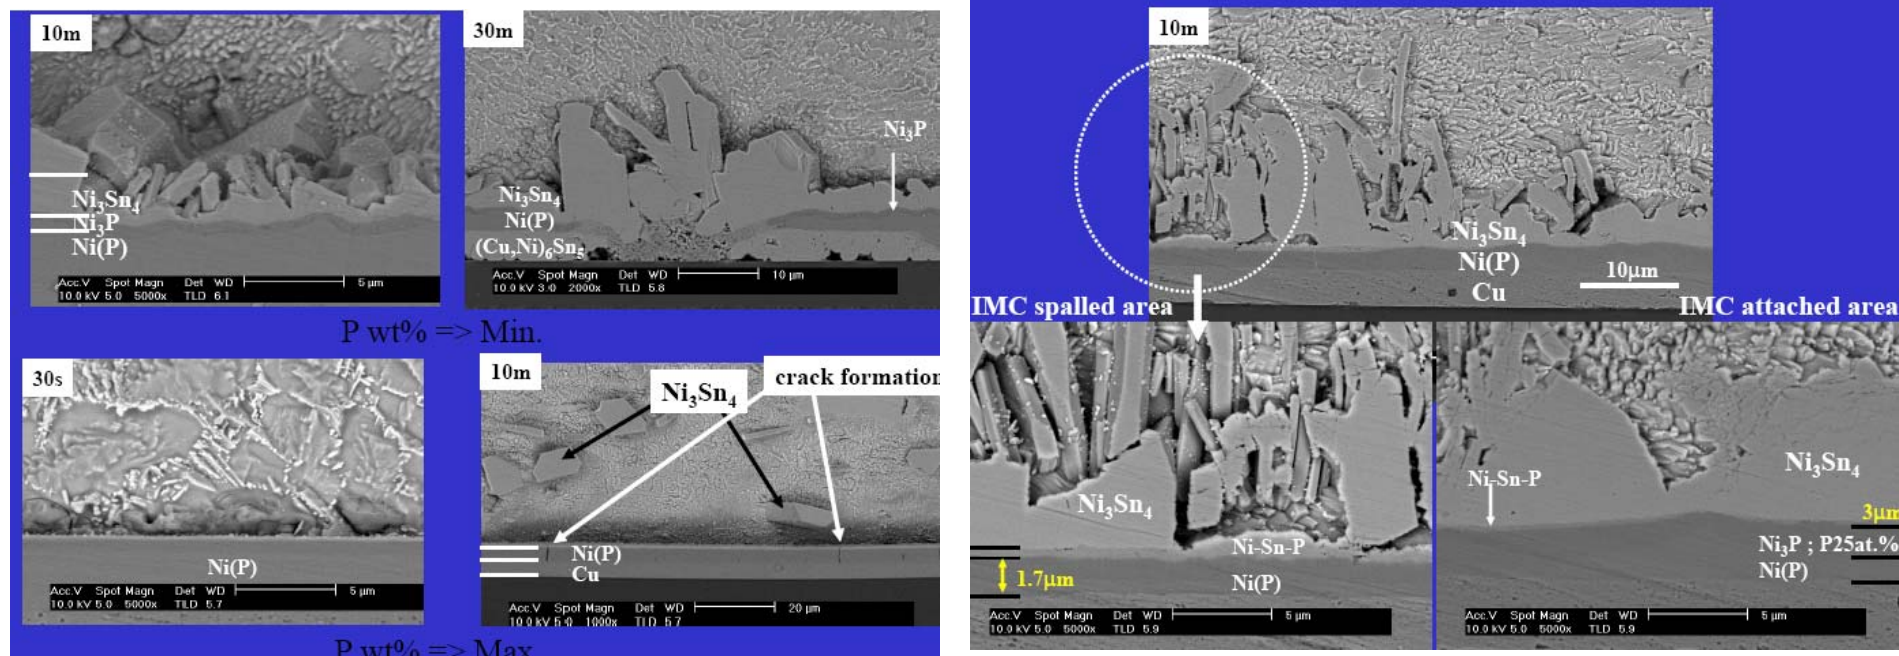 10m
Ni₃Sn₄
Ni₃P
Ni(P)
Acc.V Spot Magn Det WD 5 µm
10.0 kV 5.0 5000x TLD 6.1
30m
Ni₃P
Ni₃Sn₄
Ni(P)
(Cu,Ni)₆Sn₅
Acc.V Spot Magn Det WD 10 µm
10.0 kV 3.0 2000x TLD 5.8
P wt% => Min.
30s
Ni(P)
Acc.V Spot Magn Det WD 5 µm
10.0 kV 5.0 5000x TLD 5.7
10m
Ni₃Sn₄
crack formation
Ni(P)
Cu
Acc.V Spot Magn Det WD 20 µm
10.0 kV 5.0 1000x TLD 5.7
P wt% => Max
10m
Ni₃Sn₄
Ni(P)
Cu
10µm
IMC spalled area
IMC attached area
Ni₃Sn₄
Ni-Sn-P
Ni(P)
1.7µm
Acc.V Spot Magn Det WD 5 µm
10.0 kV 5.0 5000x TLD 5.9
Ni-Sn-P
Ni₃Sn₄
3µm
Ni₃P ; P25at.%
Ni(P)
Acc.V Spot Magn Det WD 5 µm
10.0 kV 5.0 5000x TLD 5.9